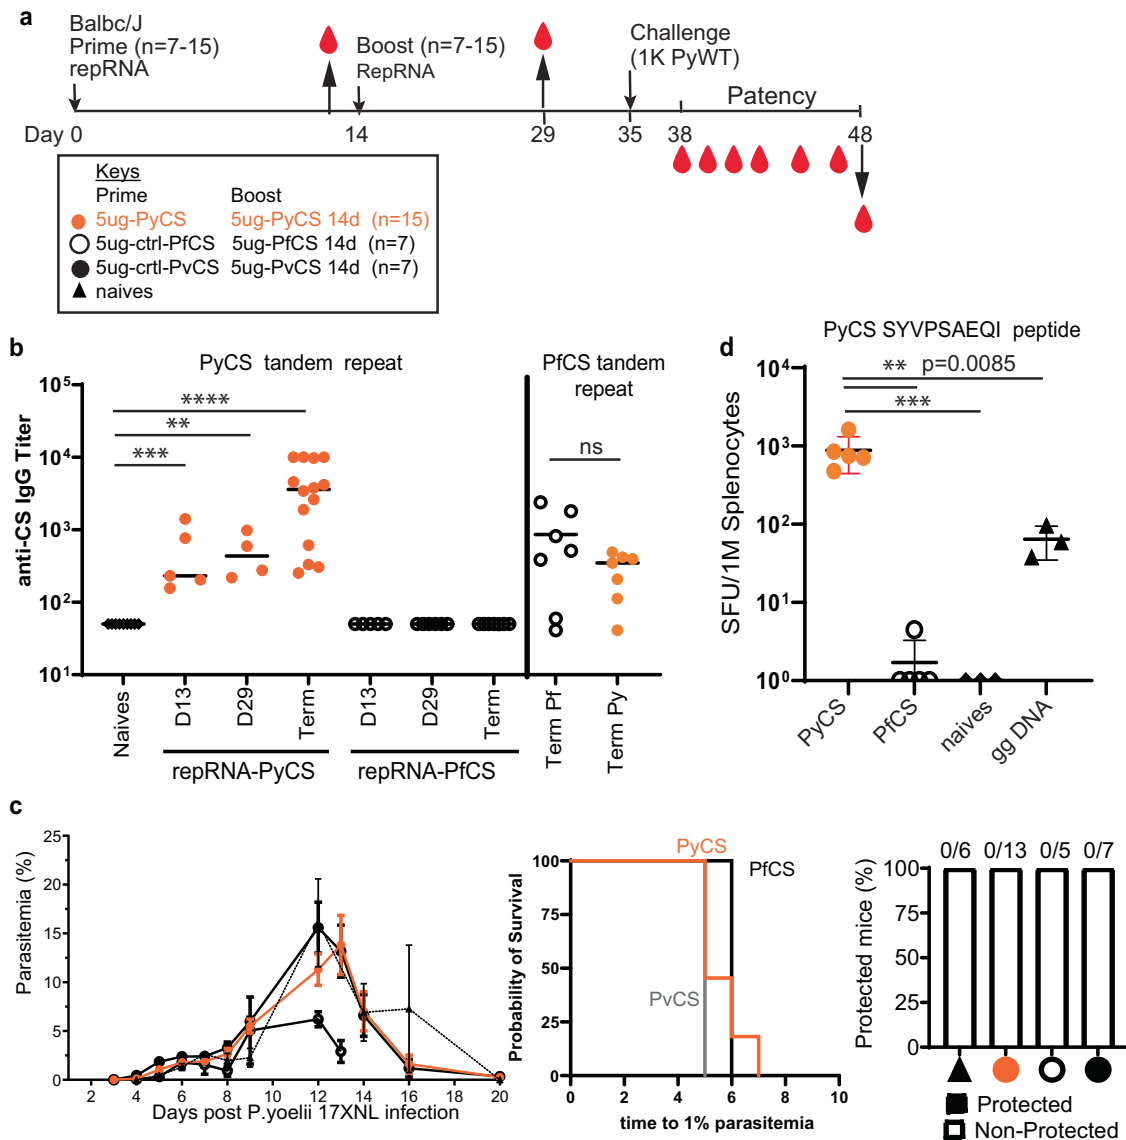 a
Balbc/J
Prime (n=7-15)
repRNA
Boost (n=7-15)
RepRNA
Challenge
(1K PyWT)
Patency
Day 0
14
29
35
38
48
Keys
Prime Boost
5ug-PyCS 5ug-PyCS 14d (n=15)
5ug-ctrl-PfCS 5ug-PfCS 14d (n=7)
5ug-crtl-PvCS 5ug-PvCS 14d (n=7)
naives
b
PyCS tandem repeat
PfCS tandem
repeat
anti-CS IgG Titer
10⁵
10⁴
10³
10²
10¹
****
**
***
ns
Naives
D13
D29
Term
D13
D29
Term
Term Pf
Term Py
repRNA-PyCS
repRNA-PfCS
d
PyCS SYVPSAEQI peptide
SFU/1M Splenocytes
10⁴
10³
10²
10¹
10⁰
** p=0.0085
***
PyCS
PfCS
naives
gg DNA
c
Parasitemia (%)
25
20
15
10
5
0
2 4 6 8 10 12 14 16 18 20
Days post P.yoelii 17XNL infection
Probability of Survival
100
75
50
25
0
PyCS
PfCS
PvCS
0 2 4 6 8 10
time to 1% parasitemia
Protected mice (%)
0/6 0/13 0/5 0/7
100
75
50
25
0
Protected
Non-Protected